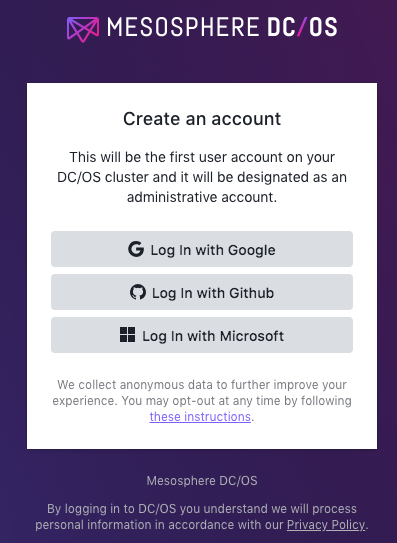 MESOSPHERE DC/OS
Create an account
This will be the first user account on your
DC/OS cluster and it will be designated as an
administrative account.
Log In with Google
Log In with Github
Log In with Microsoft
We collect anonymous data to further improve your
experience. You may opt-out at any time by following
these instructions.
Mesosphere DC/OS
By logging in to DC/OS you understand we will process
personal information in accordance with our Privacy Policy.